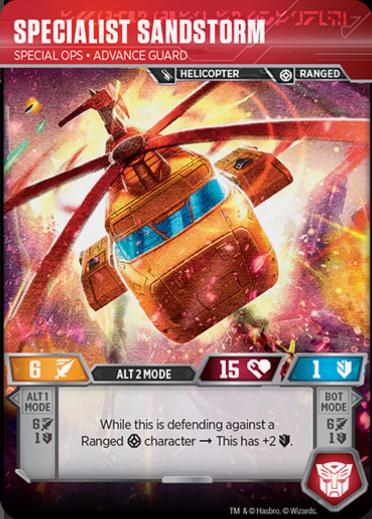 SPECIALIST SANDSTORM
SPECIAL OPS • ADVANCE GUARD
HELICOPTER RANGED
6 ALT 2 MODE 15 1
ALT 1 MODE
6
1
BOT MODE
6
1
While this is defending against a
Ranged character → This has +2 .
TM & © Hasbro, © Wizards.